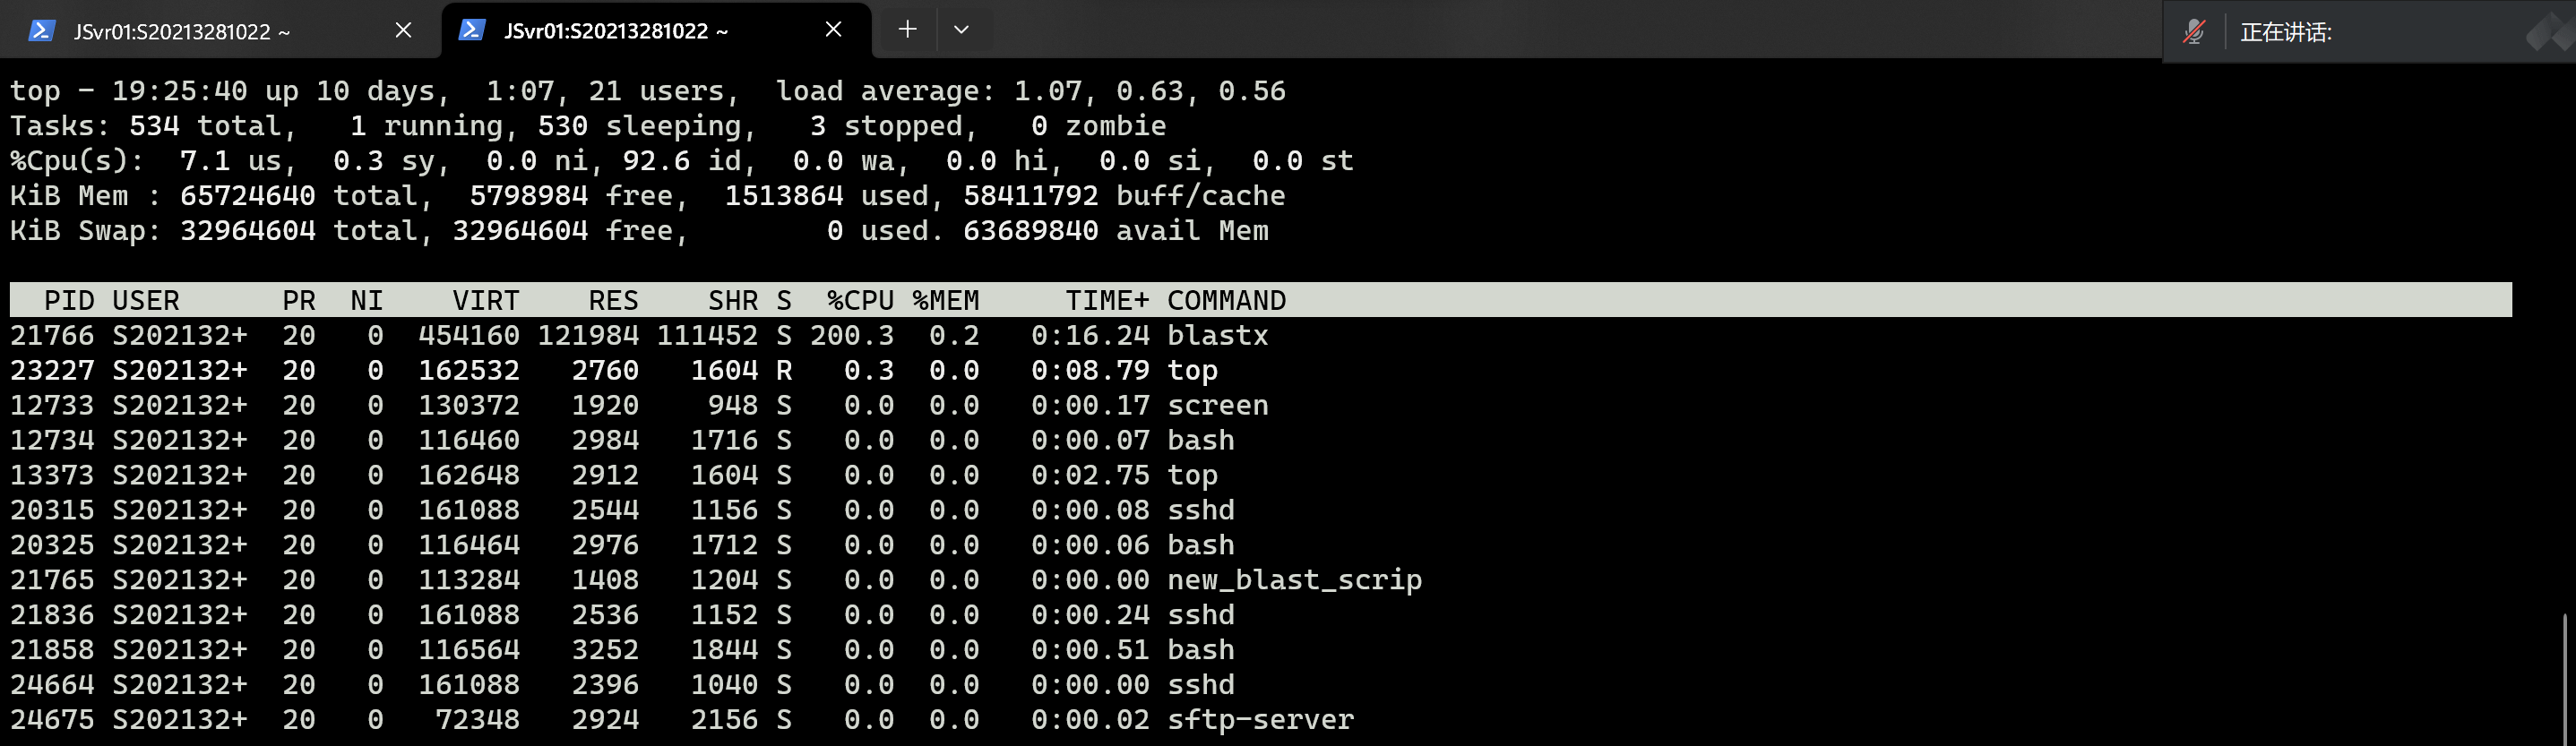 JSvr01:S20213281022 ~
JSvr01:S20213281022 ~
正在讲话:
top - 19:25:40 up 10 days,  1:07, 21 users,  load average: 1.07, 0.63, 0.56
Tasks: 534 total,   1 running, 530 sleeping,   3 stopped,   0 zombie
%Cpu(s):  7.1 us,  0.3 sy,  0.0 ni, 92.6 id,  0.0 wa,  0.0 hi,  0.0 si,  0.0 st
KiB Mem : 65724640 total,  5798984 free,  1513864 used, 58411792 buff/cache
KiB Swap: 32964604 total, 32964604 free,        0 used. 63689840 avail Mem
  PID USER      PR  NI    VIRT    RES    SHR S  %CPU %MEM     TIME+ COMMAND
21766 S202132+  20   0  454160 121984 111452 S 200.3  0.2   0:16.24 blastx
23227 S202132+  20   0  162532   2760   1604 R   0.3  0.0   0:08.79 top
12733 S202132+  20   0  130372   1920    948 S   0.0  0.0   0:00.17 screen
12734 S202132+  20   0  116460   2984   1716 S   0.0  0.0   0:00.07 bash
13373 S202132+  20   0  162648   2912   1604 S   0.0  0.0   0:02.75 top
20315 S202132+  20   0  161088   2544   1156 S   0.0  0.0   0:00.08 sshd
20325 S202132+  20   0  116464   2976   1712 S   0.0  0.0   0:00.06 bash
21765 S202132+  20   0  113284   1408   1204 S   0.0  0.0   0:00.00 new_blast_scrip
21836 S202132+  20   0  161088   2536   1152 S   0.0  0.0   0:00.24 sshd
21858 S202132+  20   0  116564   3252   1844 S   0.0  0.0   0:00.51 bash
24664 S202132+  20   0  161088   2396   1040 S   0.0  0.0   0:00.00 sshd
24675 S202132+  20   0   72348   2924   2156 S   0.0  0.0   0:00.02 sftp-server